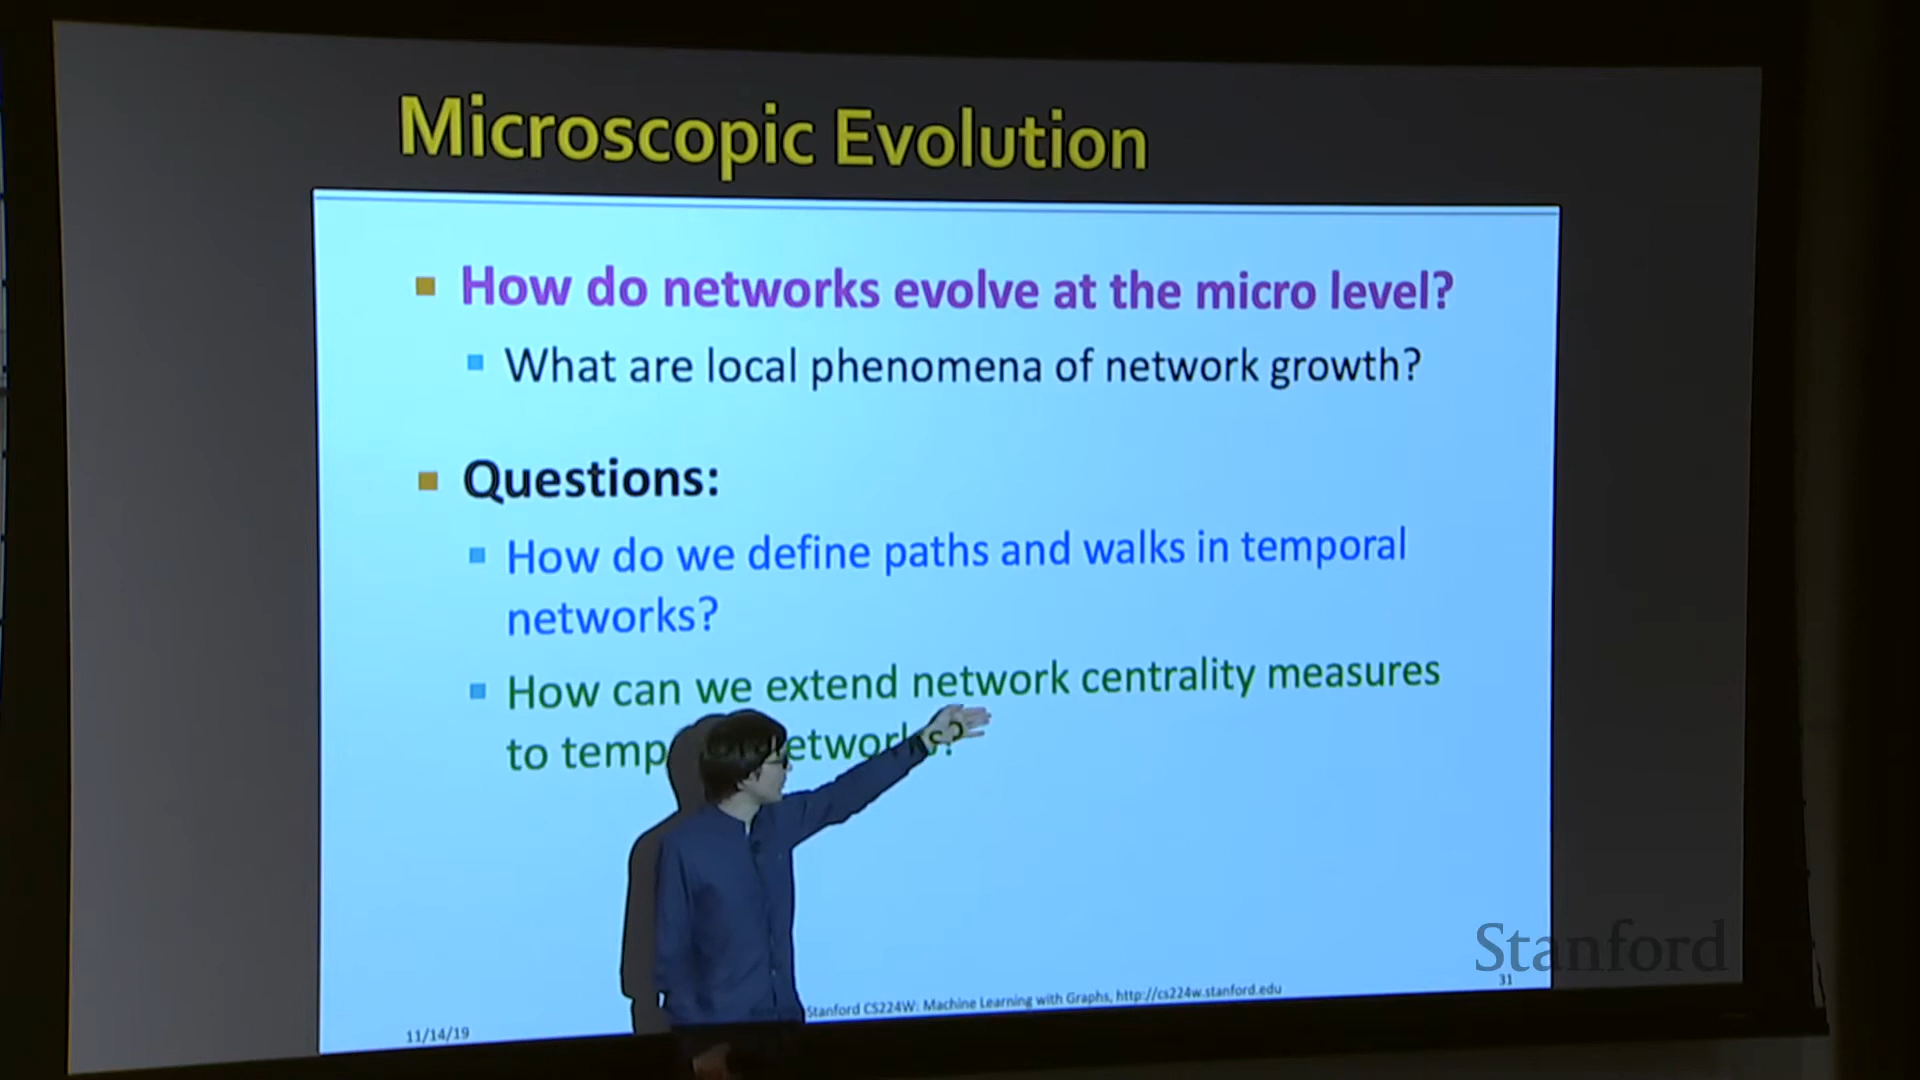 Microscopic Evolution
How do networks evolve at the micro level?
What are local phenomena of network growth?
Questions:
How do we define paths and walks in temporal
networks?
How can we extend network centrality measures
to networks?
Stanford
31
Stanford CS224W: Machine Learning with Graphs, http://cs224w.stanford.edu
11/14/19